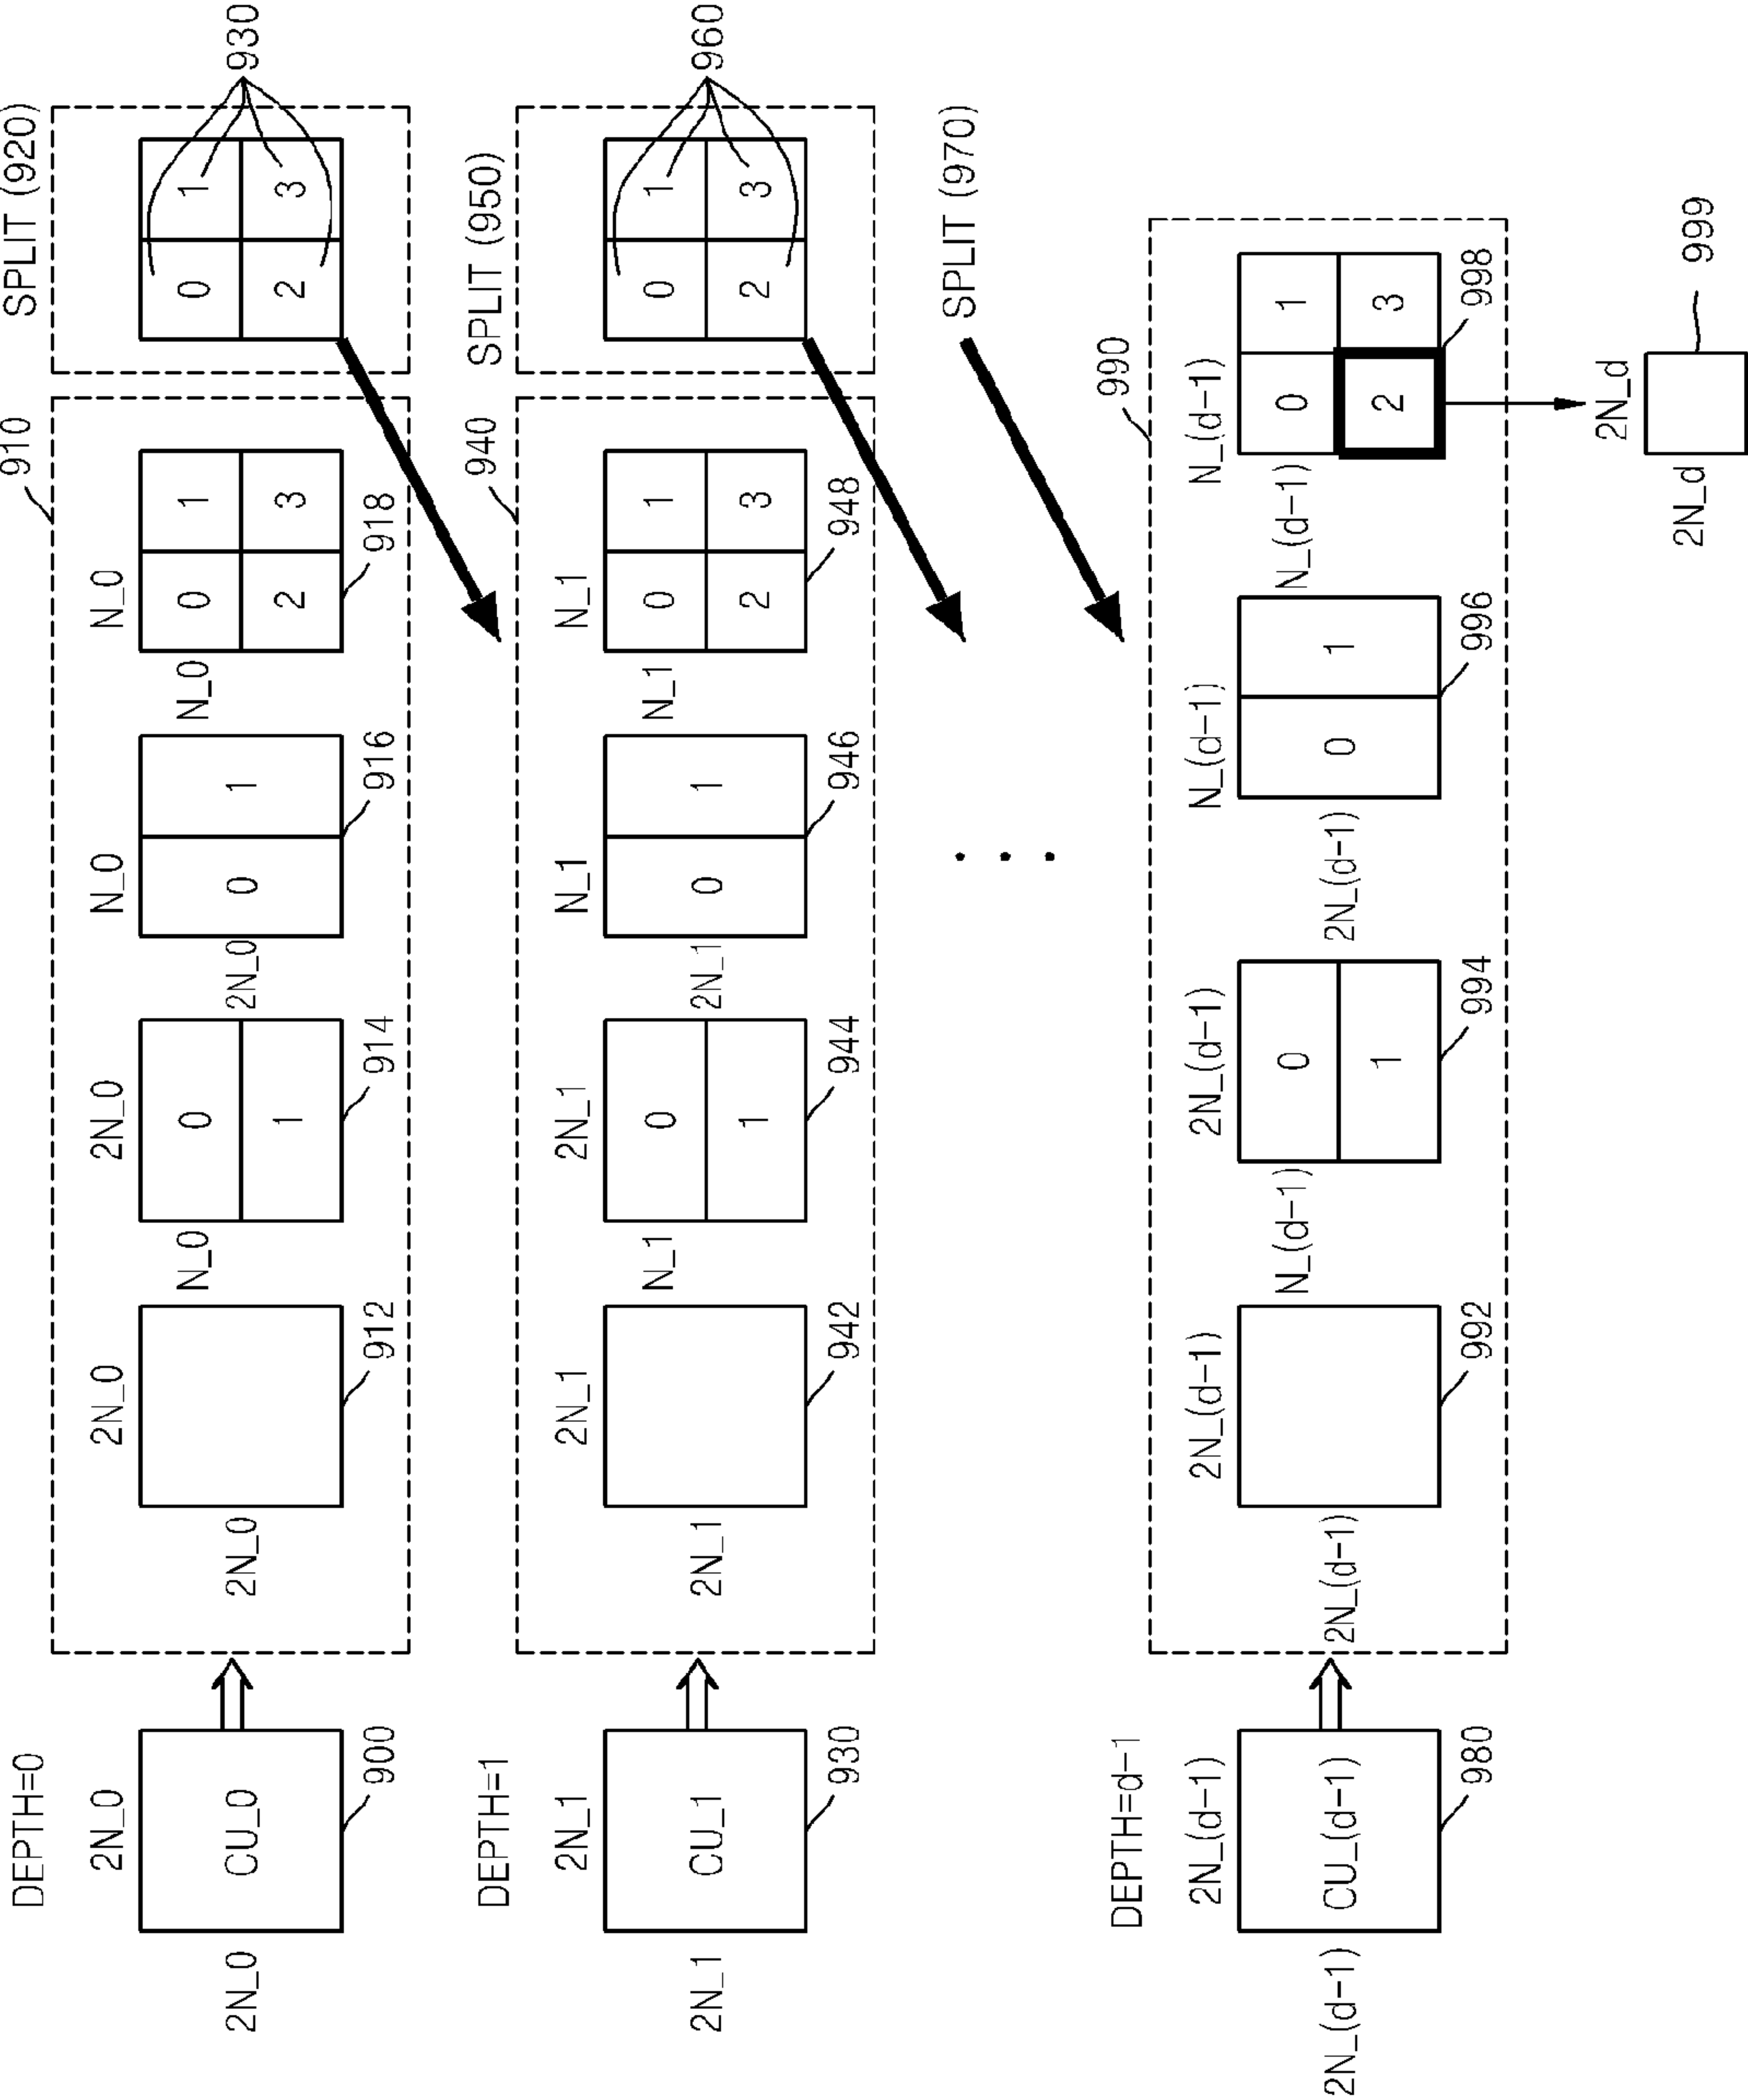 DEPTH=0
2N_0
2N_0
CU_0
900
910
2N_0
2N_0
912
2N_0
N_0
0
1
914
N_0
2N_0
0
1
916
N_0
N_0
0
1
2
3
918
SPLIT (920)
0
1
2
3
930
DEPTH=1
2N_1
2N_1
CU_1
930
940
2N_1
2N_1
942
2N_1
N_1
0
1
944
N_1
2N_1
0
1
946
N_1
N_1
0
1
2
3
948
SPLIT (950)
0
1
2
3
960
SPLIT (970)
DEPTH=d-1
2N_(d-1)
2N_(d-1)
CU_(d-1)
980
990
2N_(d-1)
2N_(d-1)
992
2N_(d-1)
N_(d-1)
0
1
994
N_(d-1)
2N_(d-1)
0
1
996
N_(d-1)
N_(d-1)
0
1
2
3
998
2N_d
2N_d
999